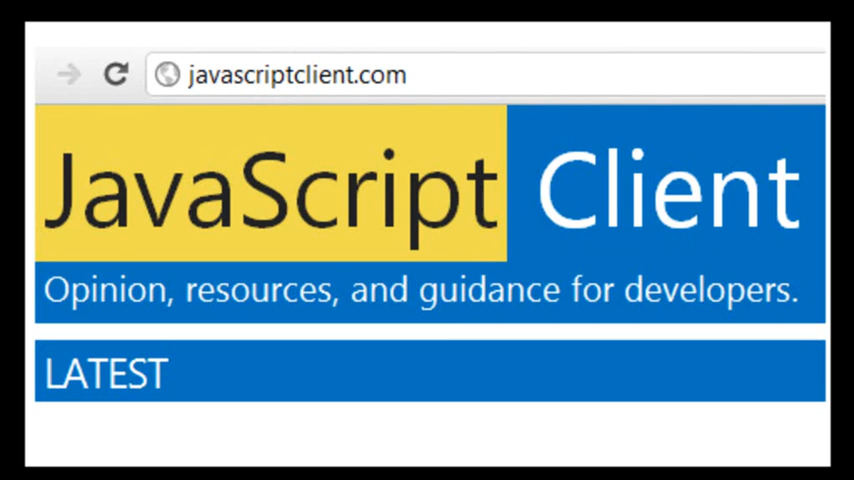 javascriptclient.com
JavaScript Client
Opinion, resources, and guidance for developers.
LATEST